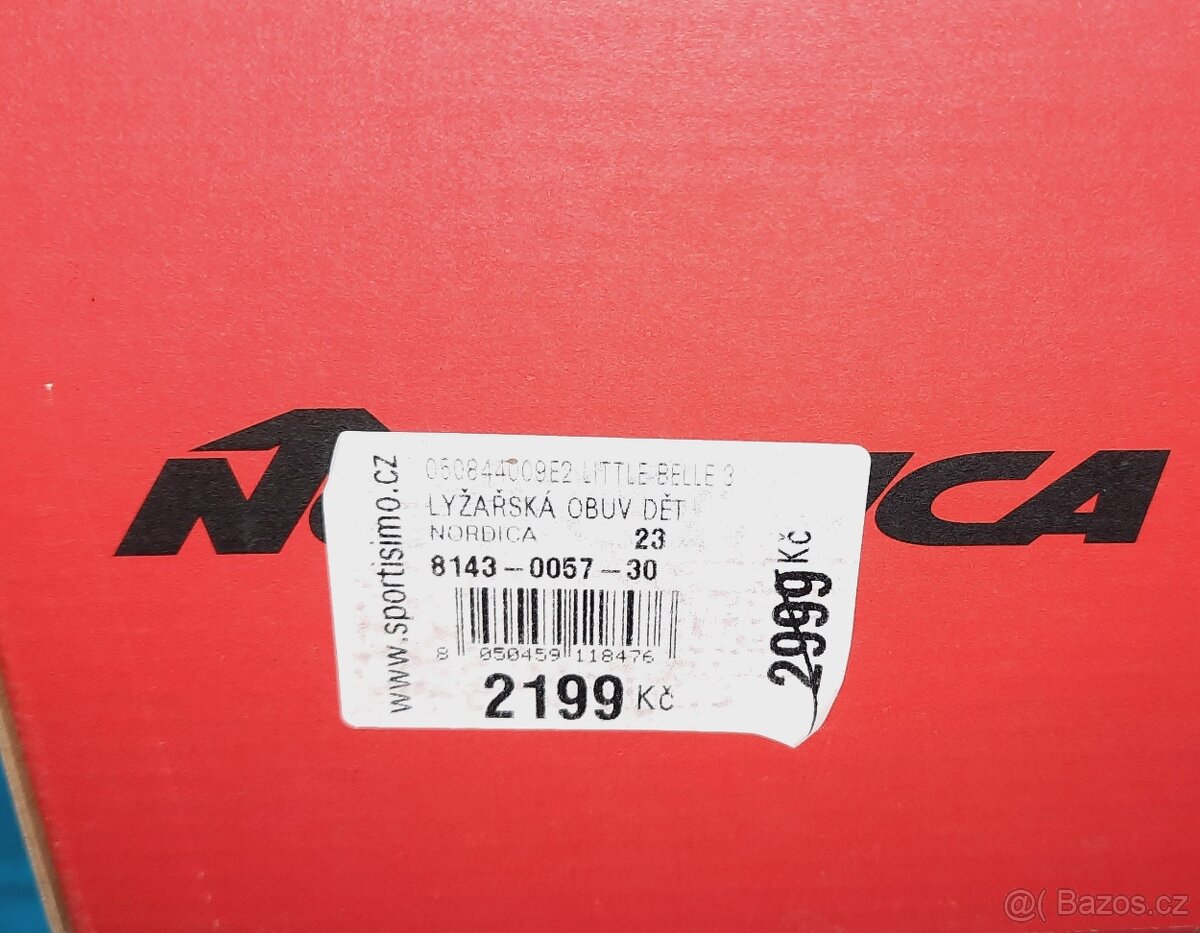 NORDICA
www.sportisimo.cz
050844009E2 LITTLE BELLE 3
LYŽAŘSKÁ OBUV DĚT
NORDICA 23
8143-0057-30
8 050459 118476
2199 Kč
2999 Kč
@( Bazos.cz